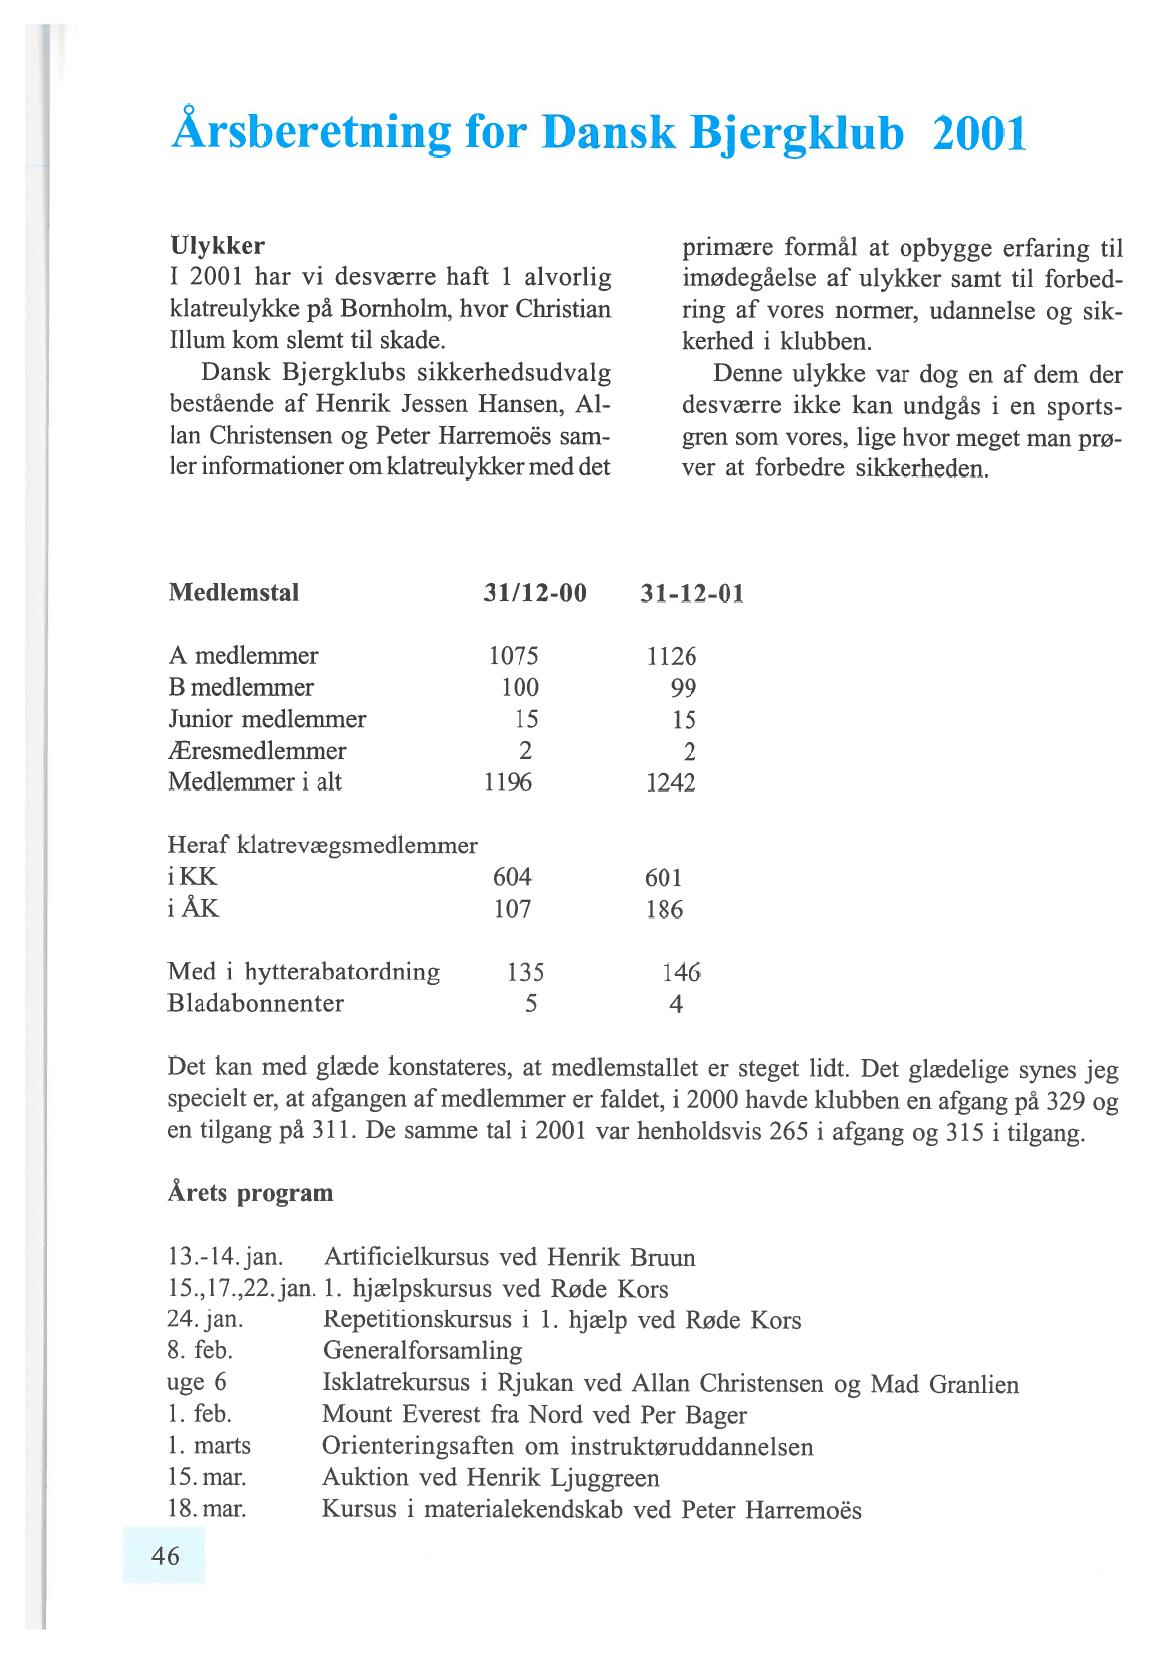 Årsberetning for Dansk Bjergklub 2001
Ulykker
I 2001 har vi desværre haft 1 alvorlig
klatreulykke på Bornholm, hvor Christian
Illum kom slemt til skade.
Dansk Bjergklubs sikkerhedsudvalg
bestående af Henrik Jessen Hansen, Al-
lan Christensen og Peter Harremoës sam-
ler informationer om klatreulykker med det
primære formål at opbygge erfaring til
imødegåelse af ulykker samt til forbed-
ring af vores normer, udannelse og sik-
kerhed i klubben.
Denne ulykke var dog en af dem der
desværre ikke kan undgås i en sports-
gren som vores, lige hvor meget man prø-
ver at forbedre sikkerheden.
Medlemstal 31/12-00 31-12-01
A medlemmer 1075 1126
B medlemmer 100 99
Junior medlemmer 15 15
Æresmedlemmer 2 2
Medlemmer i alt 1196 1242
Heraf klatrevægsmedlemmer
i KK 604 601
i ÅK 107 186
Med i hytterabatordning 135 146
Bladabonnenter 5 4
Det kan med glæde konstateres, at medlemstallet er steget lidt. Det glædelige synes jeg
specielt er, at afgangen af medlemmer er faldet, i 2000 havde klubben en afgang på 329 og
en tilgang på 311. De samme tal i 2001 var henholdsvis 265 i afgang og 315 i tilgang.
Årets program
13.-14. jan. Artificielkursus ved Henrik Bruun
15.,17.,22. jan. 1. hjælpskursus ved Røde Kors
24. jan. Repetitionskursus i 1. hjælp ved Røde Kors
8. feb. Generalforsamling
uge 6 Isklatrekursus i Rjukan ved Allan Christensen og Mad Granlien
1. feb. Mount Everest fra Nord ved Per Bager
1. marts Orienteringsaften om instruktøruddannelsen
15. mar. Auktion ved Henrik Ljuggreen
18. mar. Kursus i materialekendskab ved Peter Harremoës
46